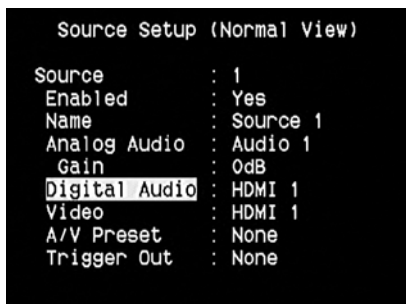 Source Setup (Normal View)
Source : 1
Enabled : Yes
Name : Source 1
Analog Audio : Audio 1
Gain : 0dB
Digital Audio : HDMI 1
Video : HDMI 1
A/V Preset : None
Trigger Out : None